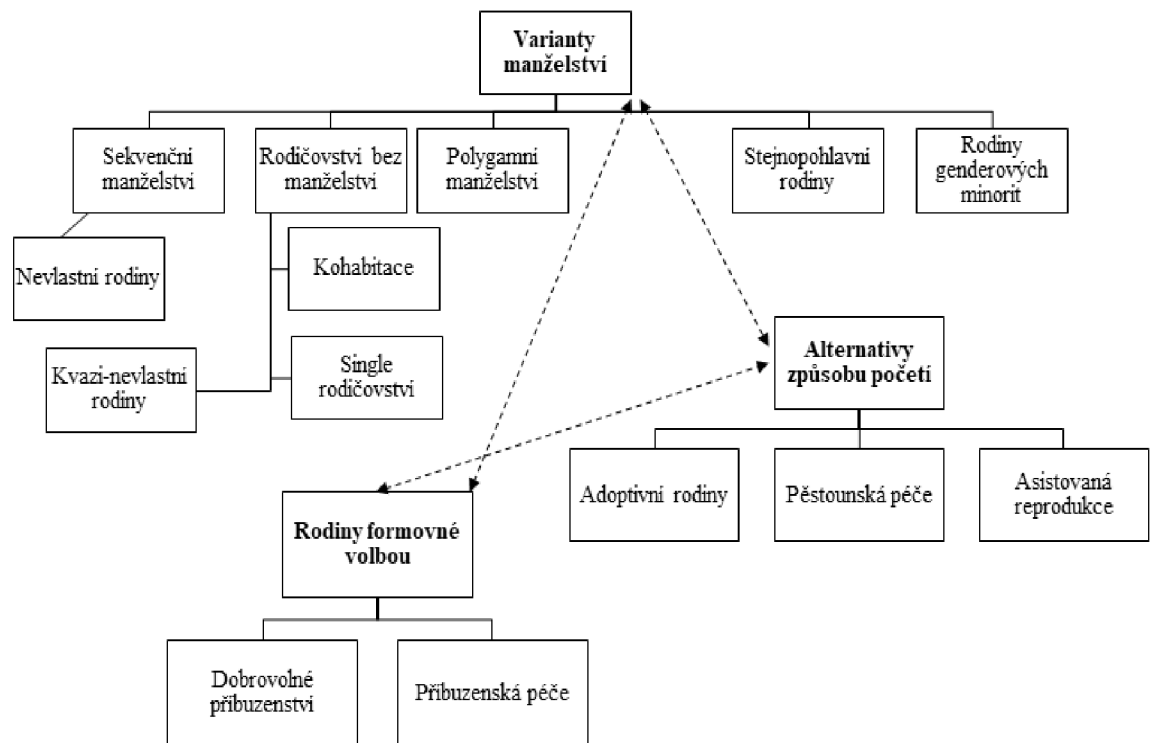 Varianty
manželství
Sekvenční
manželství
Rodičovství bez
manželství
Polygamní
manželství
Stejnopohlavní
rodiny
Rodiny
genderových
minorit
Nevlastní rodiny
Kohabitace
Kvazi-nevlastní
rodiny
Single
rodičovství
Alternativy
způsobu početí
Adoptivní rodiny
Pěstounská péče
Asistovaná
reprodukce
Rodiny formovné
volbou
Dobrovolné
příbuzenství
Příbuzenská péče